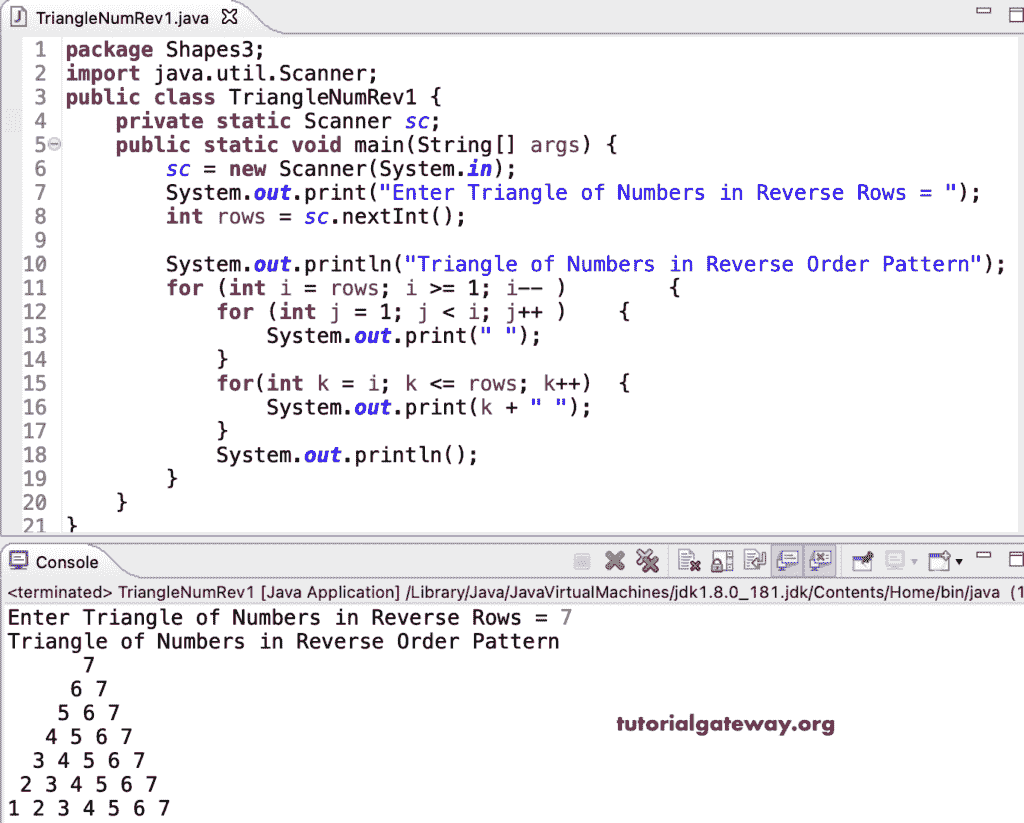 TriangleNumRev1.java
1 package Shapes3;
2 import java.util.Scanner;
3 public class TriangleNumRev1 {
4     private static Scanner sc;
5     public static void main(String[] args) {
6         sc = new Scanner(System.in);
7         System.out.print("Enter Triangle of Numbers in Reverse Rows = ");
8         int rows = sc.nextInt();
9
10         System.out.println("Triangle of Numbers in Reverse Order Pattern");
11         for (int i = rows; i >= 1; i-- )        {
12             for (int j = 1; j < i; j++ )    {
13                 System.out.print(" ");
14             }
15             for(int k = i; k <= rows; k++)  {
16                 System.out.print(k + " ");
17             }
18             System.out.println();
19         }
20     }
21 }
Console
<terminated> TriangleNumRev1 [Java Application] /Library/Java/JavaVirtualMachines/jdk1.8.0_181.jdk/Contents/Home/bin/java (1
Enter Triangle of Numbers in Reverse Rows = 7
Triangle of Numbers in Reverse Order Pattern
      7
     6 7
    5 6 7
   4 5 6 7
  3 4 5 6 7
 2 3 4 5 6 7
1 2 3 4 5 6 7
tutorialgateway.org